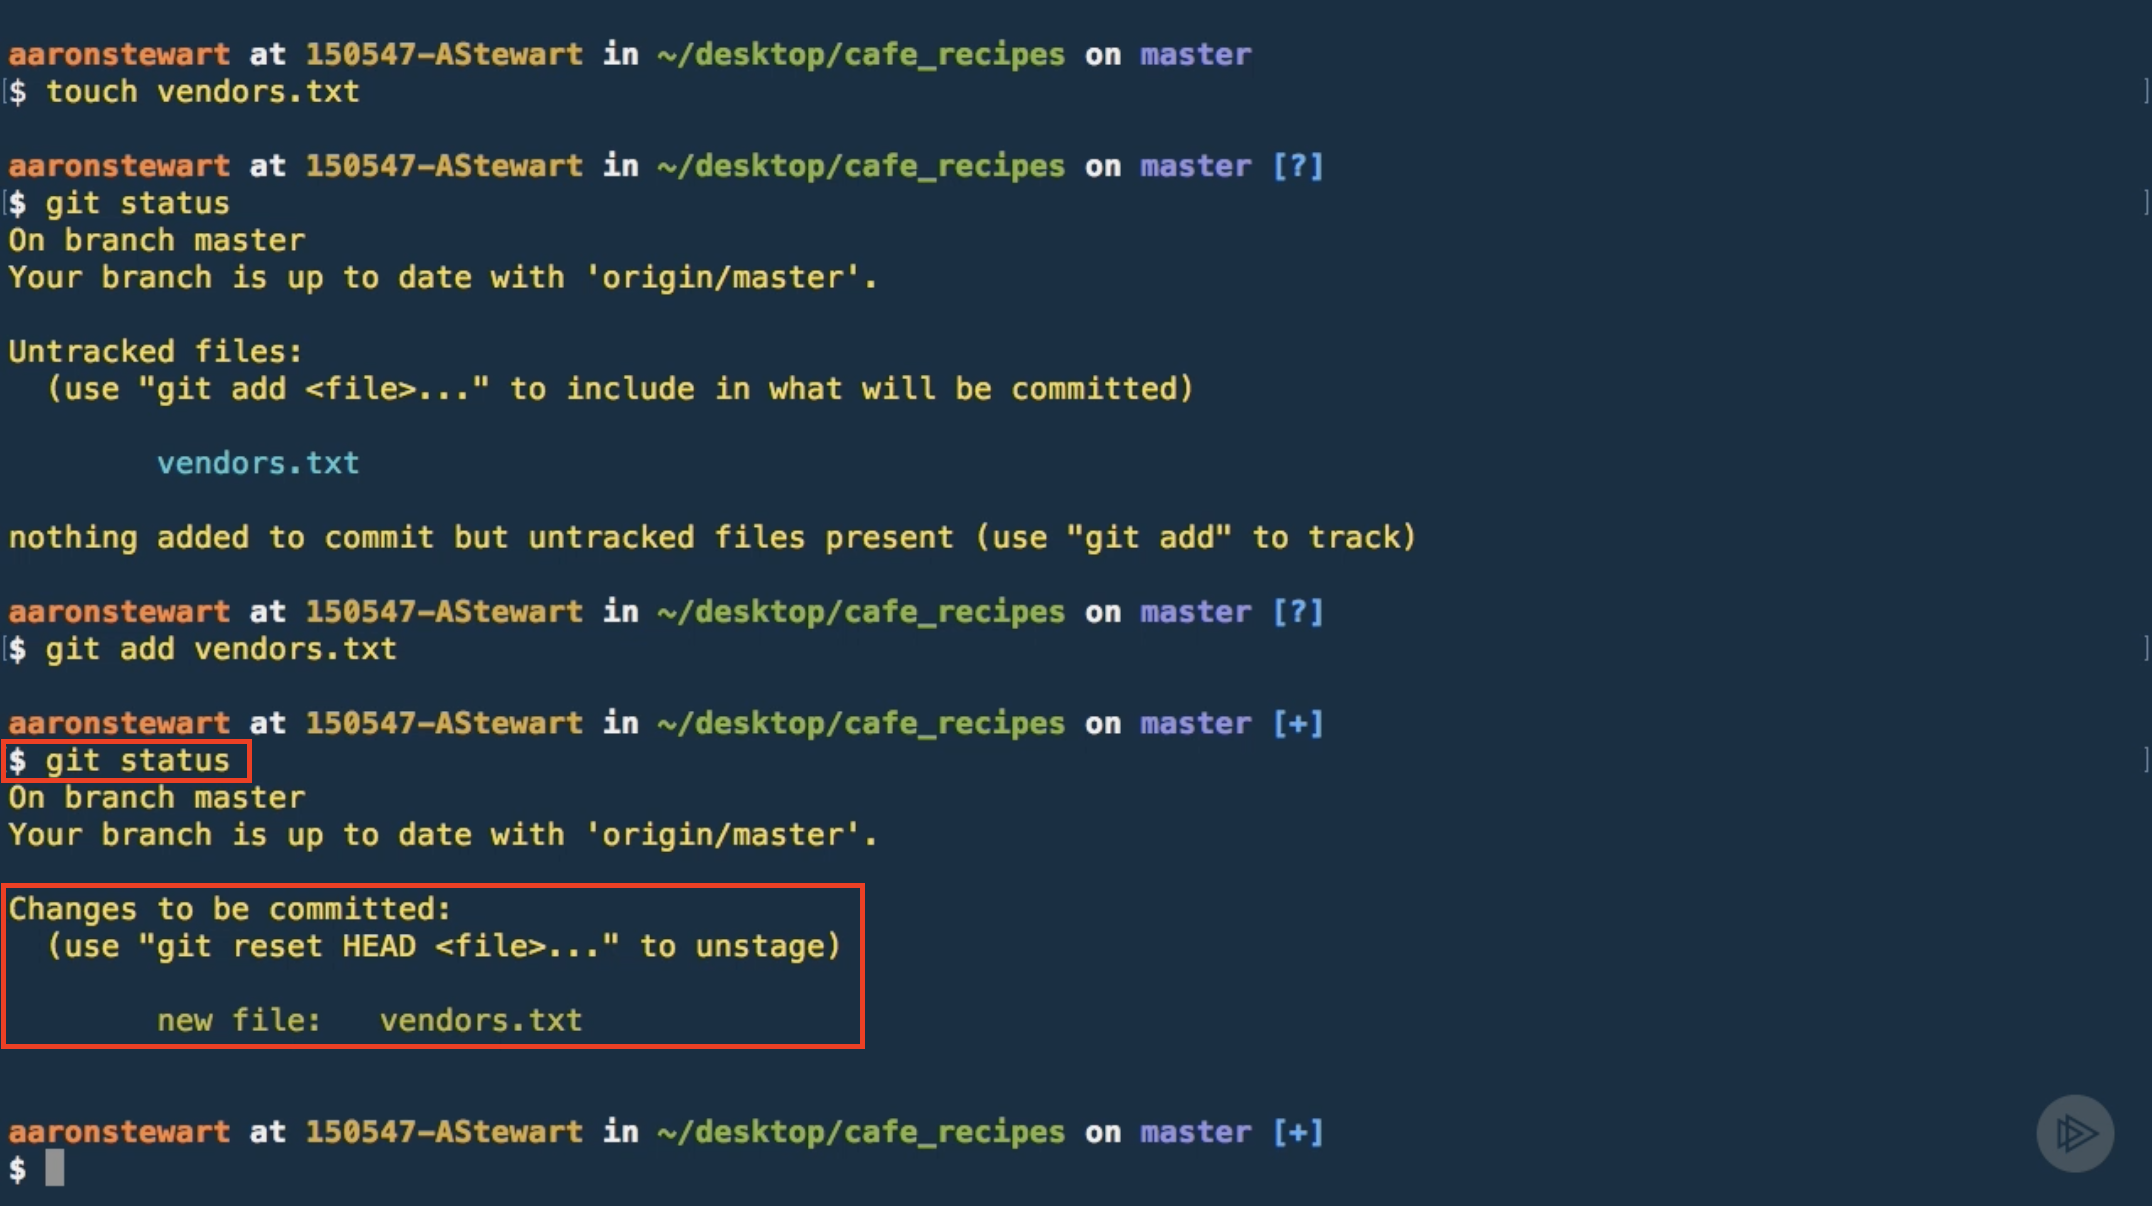 aaronstewart at 150547-AStewart in ~/desktop/cafe_recipes on master
[$ touch vendors.txt ]
aaronstewart at 150547-AStewart in ~/desktop/cafe_recipes on master [?]
[$ git status ]
On branch master
Your branch is up to date with 'origin/master'.
Untracked files:
(use "git add <file>..." to include in what will be committed)
vendors.txt
nothing added to commit but untracked files present (use "git add" to track)
aaronstewart at 150547-AStewart in ~/desktop/cafe_recipes on master [?]
[$ git add vendors.txt ]
aaronstewart at 150547-AStewart in ~/desktop/cafe_recipes on master [+]
$ git status ]
On branch master
Your branch is up to date with 'origin/master'.
Changes to be committed:
(use "git reset HEAD <file>..." to unstage)
new file: vendors.txt
aaronstewart at 150547-AStewart in ~/desktop/cafe_recipes on master [+]
$